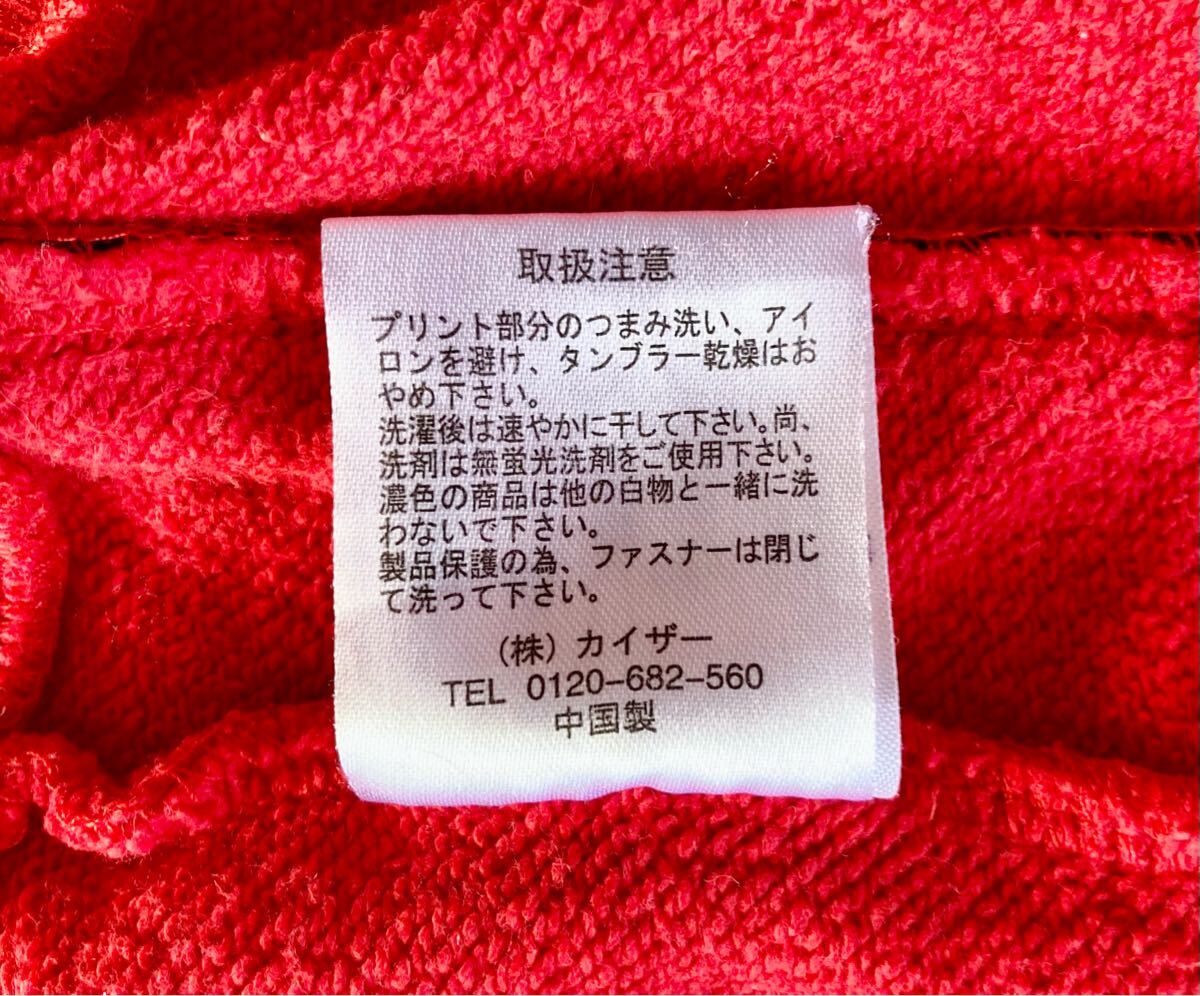 取扱注意
プリント部分のつまみ洗い、アイ
ロンを避け、タンブラー乾燥はお
やめ下さい。
洗濯後は速やかに干して下さい。尚、
洗剤は無蛍光洗剤をご使用下さい。
濃色の商品は他の白物と一緒に洗
わないで下さい。
製品保護の為、ファスナーは閉じ
て洗って下さい。
（株）カイザー
TEL 0120-682-560
中国製